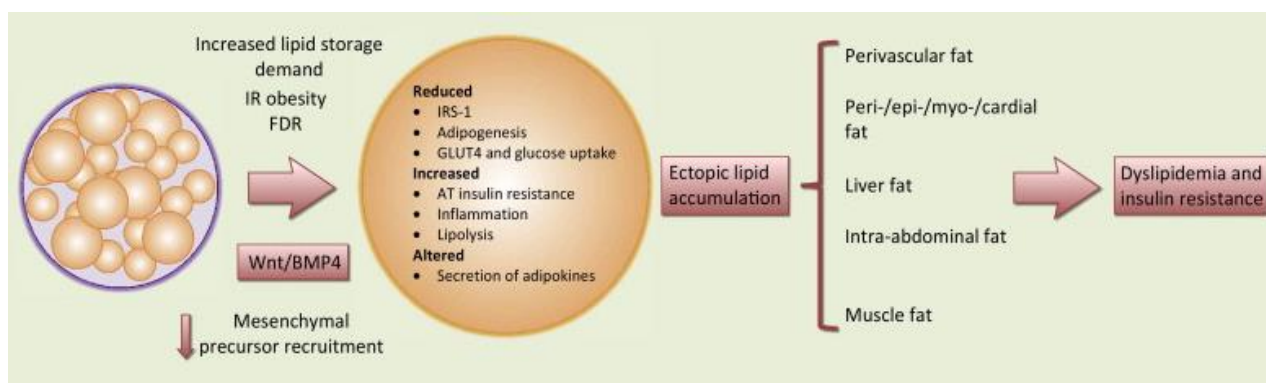 Increased lipid storage
demand
IR obesity
FDR
Wnt/BMP4
Mesenchymal
precursor recruitment
Reduced
• IRS-1
• Adipogenesis
• GLUT4 and glucose uptake
Increased
• AT insulin resistance
• Inflammation
• Lipolysis
Altered
• Secretion of adipokines
Ectopic lipid
accumulation
Perivascular fat
Peri-/epi-/myo-/cardial
fat
Liver fat
Intra-abdominal fat
Muscle fat
Dyslipidemia and
insulin resistance